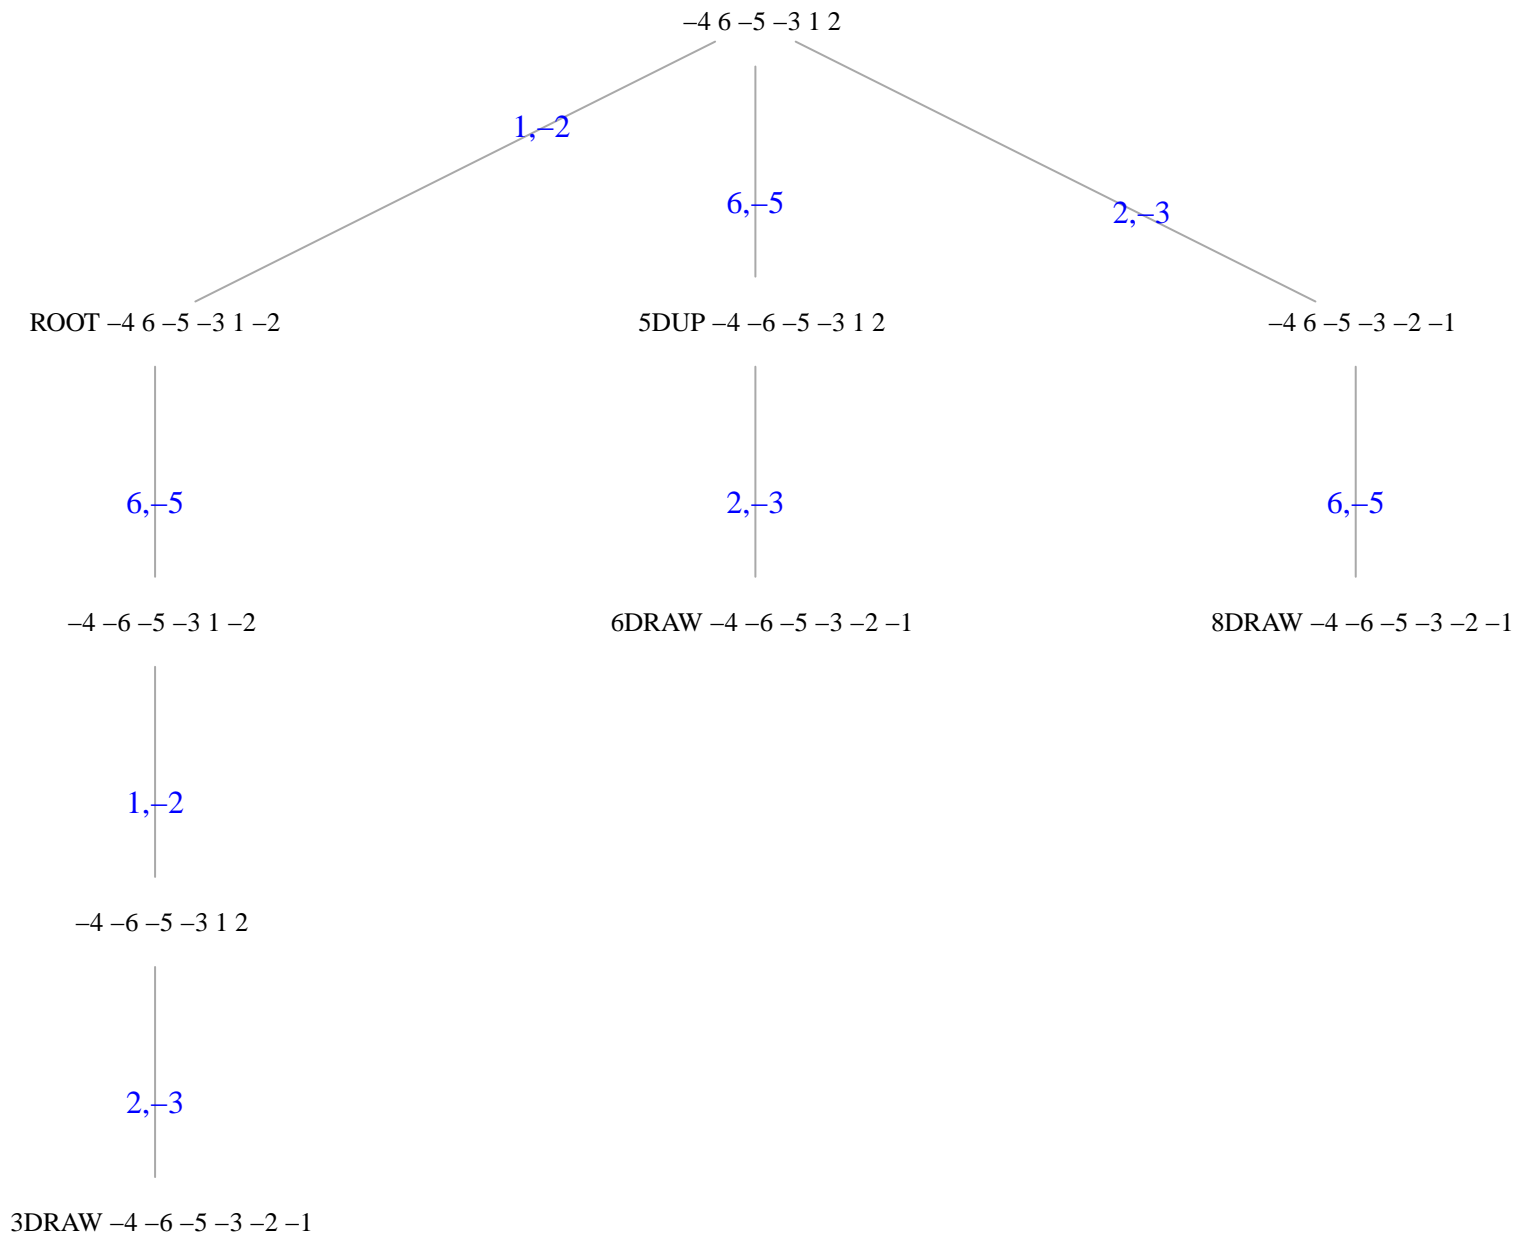 –4 6 –5 –3 1 2
1,–2
6,–5
2,–3
ROOT –4 6 –5 –3 1 –2
5DUP –4 –6 –5 –3 1 2
–4 6 –5 –3 –2 –1
6,–5
2,–3
6,–5
–4 –6 –5 –3 1 –2
6DRAW –4 –6 –5 –3 –2 –1
8DRAW –4 –6 –5 –3 –2 –1
1,–2
–4 –6 –5 –3 1 2
2,–3
3DRAW –4 –6 –5 –3 –2 –1